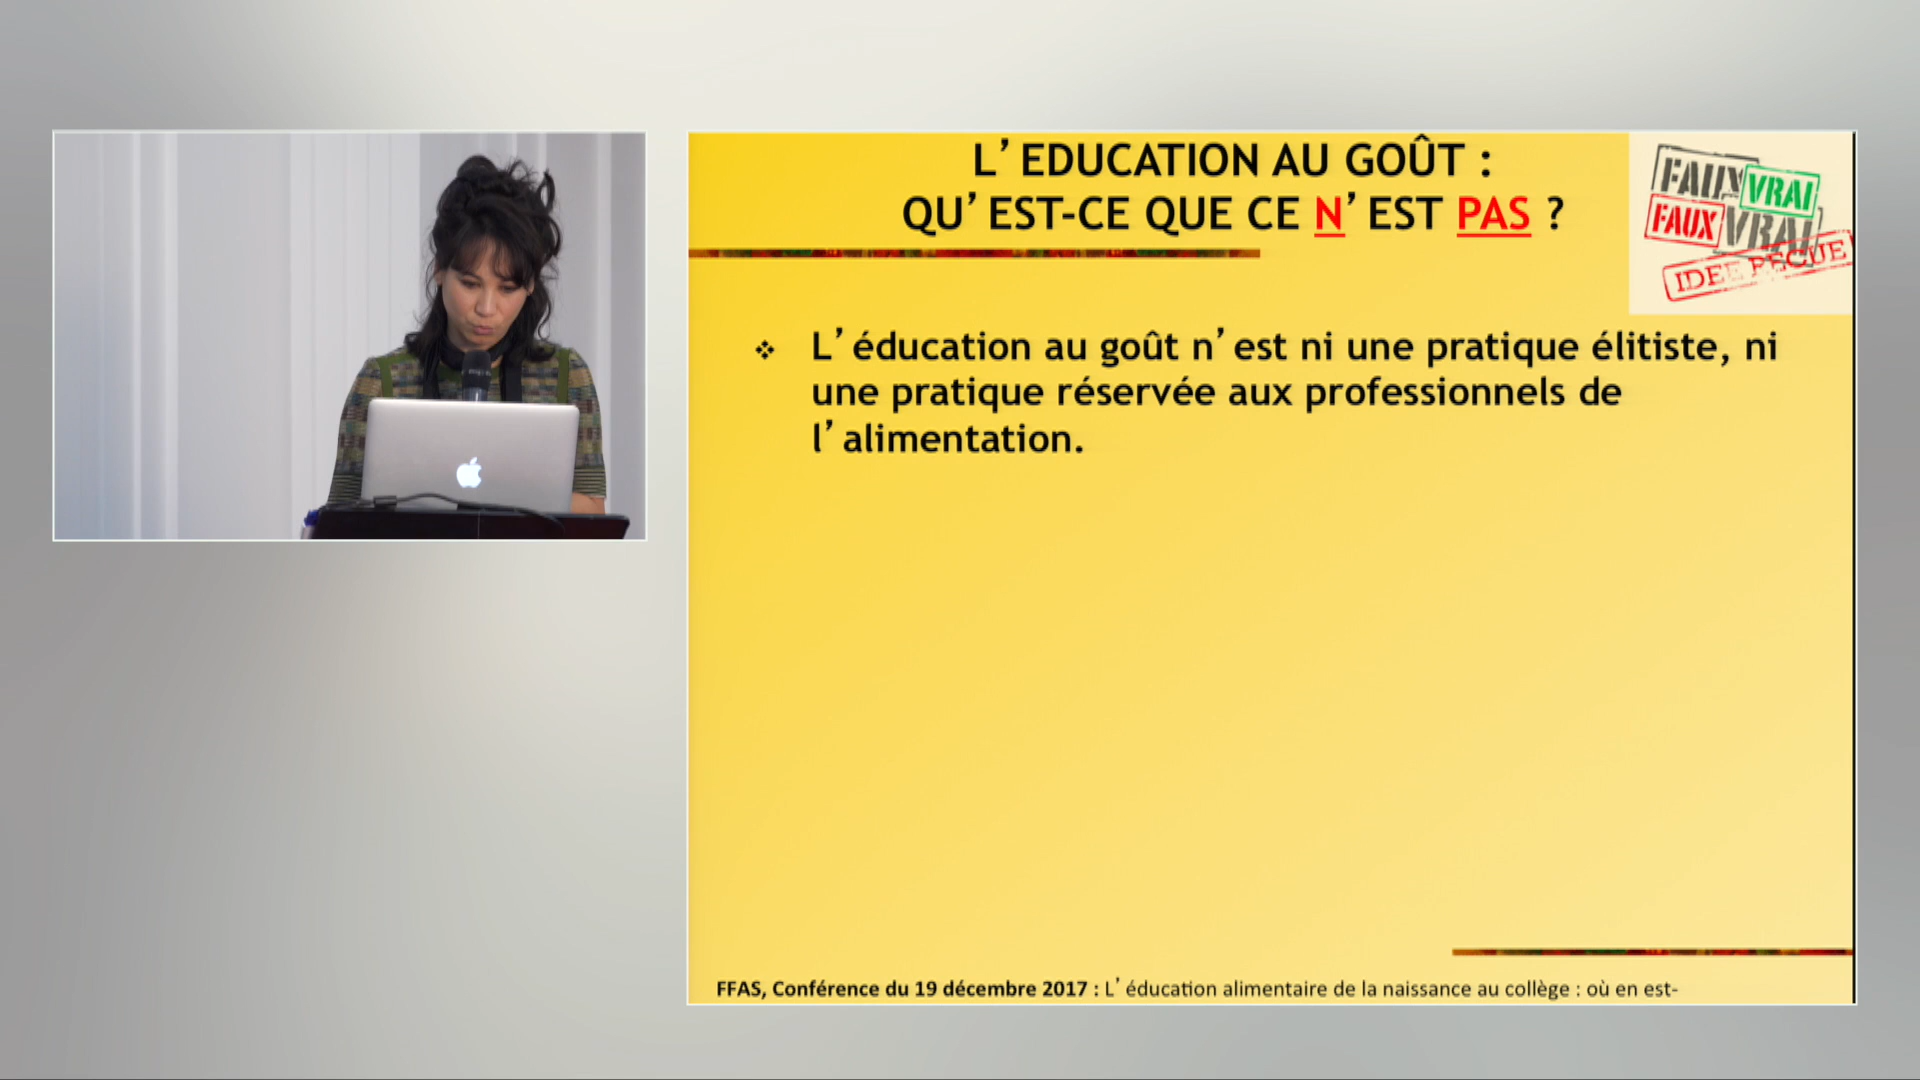 L’EDUCATION AU GOÛT :
QU’EST-CE QUE CE N’EST PAS ?
FAUX VRAI
FAUX VRAI
IDEE RECUE
L’éducation au goût n’est ni une pratique élitiste, ni
une pratique réservée aux professionnels de
l’alimentation.
FFAS, Conférence du 19 décembre 2017 : L’éducation alimentaire de la naissance au collège : où en est-